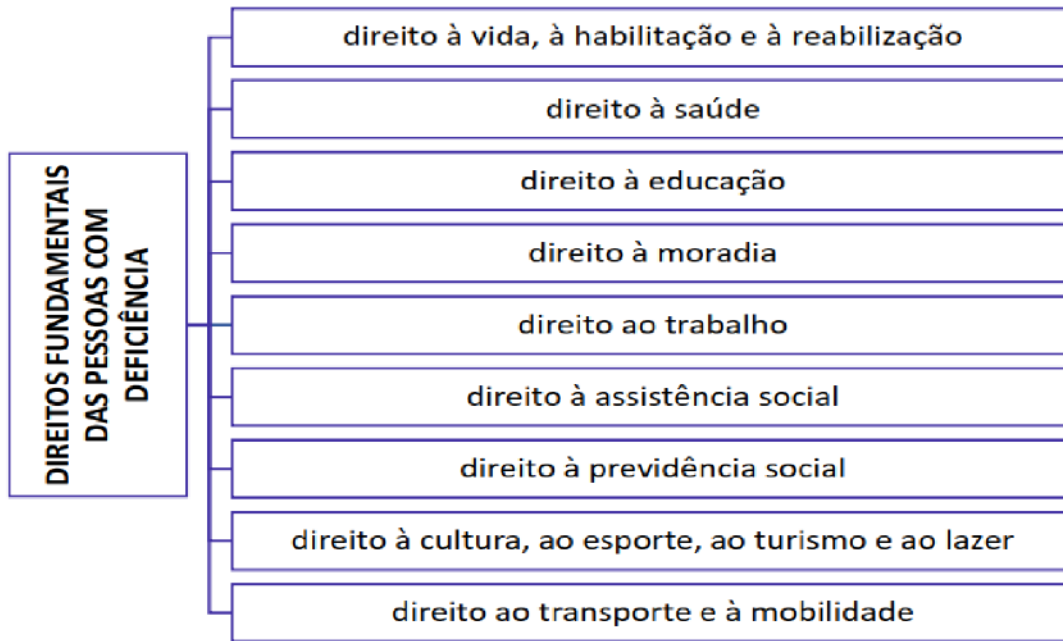 DIREITOS FUNDAMENTAIS
DAS PESSOAS COM
DEFICIÊNCIA
direito à vida, à habilitação e à reabilização
direito à saúde
direito à educação
direito à moradia
direito ao trabalho
direito à assistência social
direito à previdência social
direito à cultura, ao esporte, ao turismo e ao lazer
direito ao transporte e à mobilidade